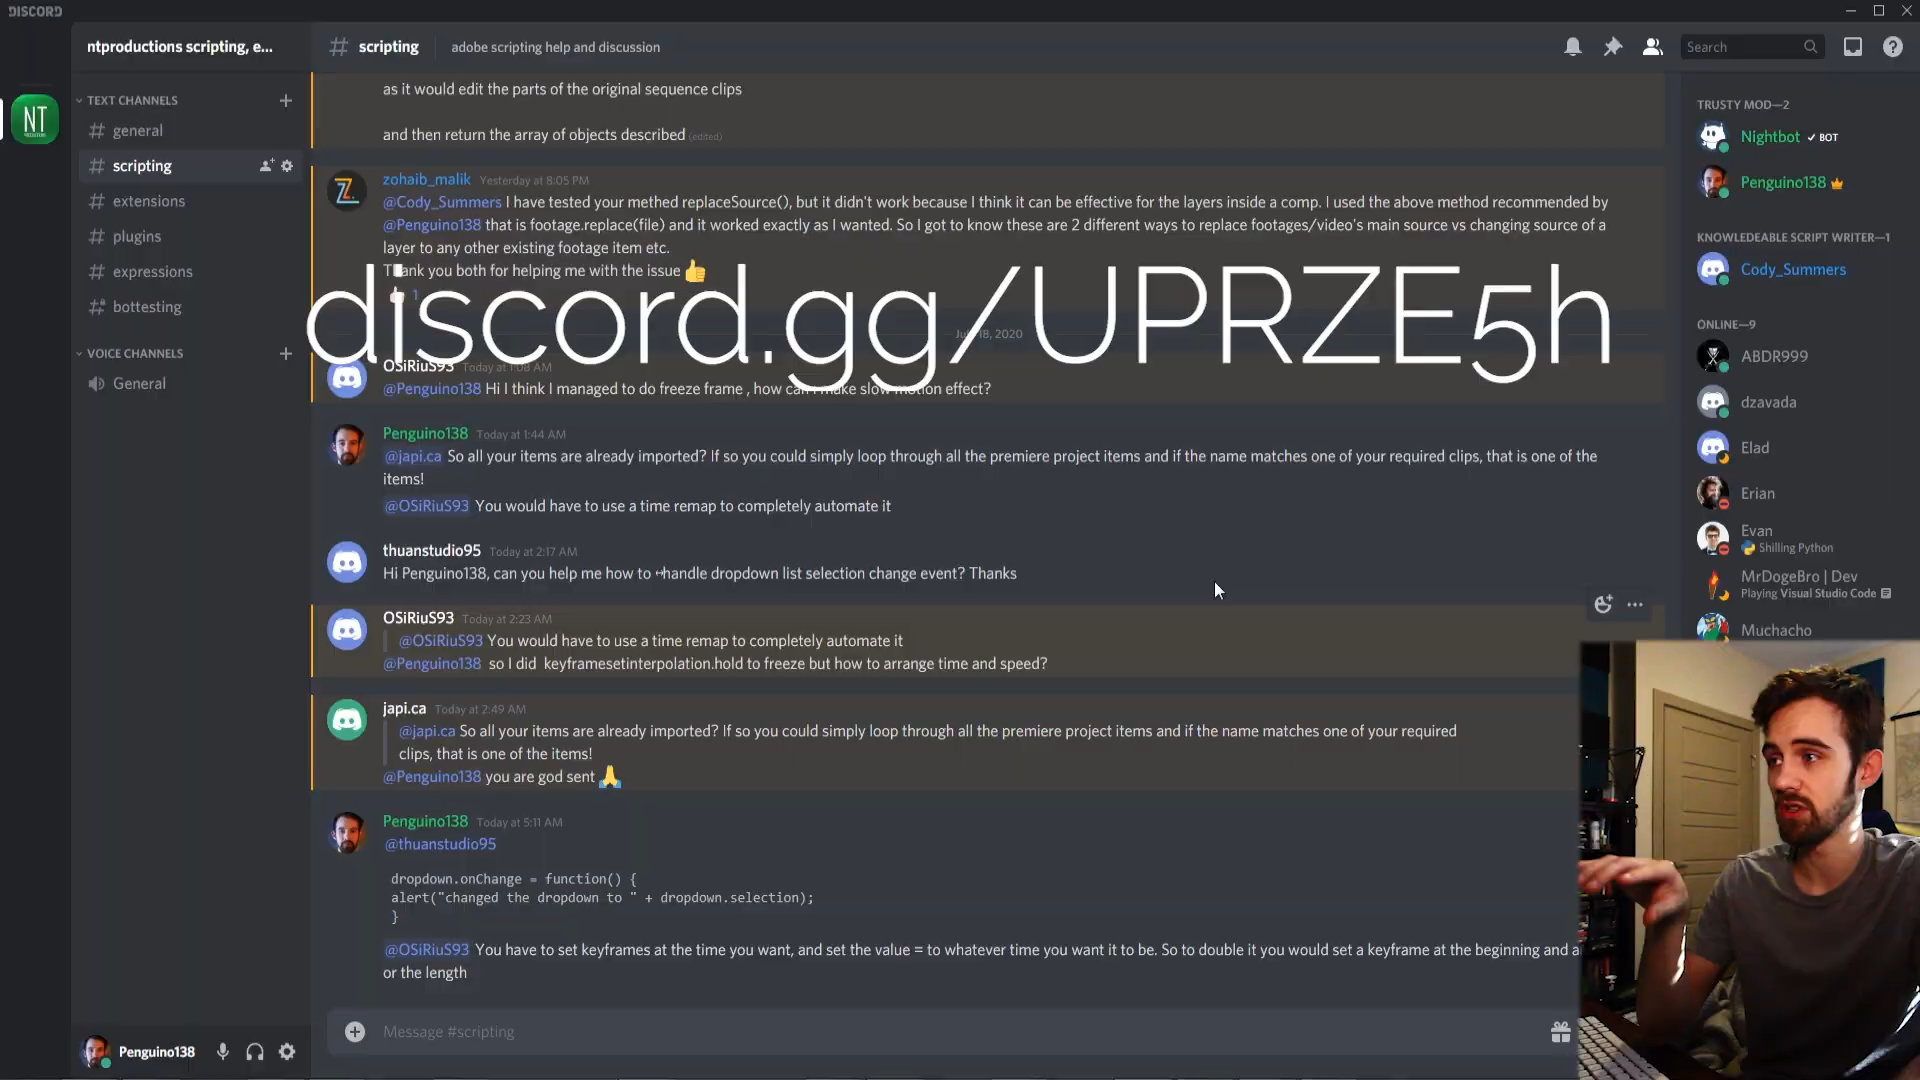 DISCORD
ntproductions scripting, e...
# scripting
adobe scripting help and discussion
Search
NT
TEXT CHANNELS
# general
# scripting
# extensions
# plugins
# expressions
# bottesting
VOICE CHANNELS
General
as it would edit the parts of the original sequence clips
and then return the array of objects described (edited)
zohaib_malik Yesterday at 8:05 PM
@Cody_Summers I have tested your methed replaceSource(), but it didn't work because I think it can be effective for the layers inside a comp. I used the above method recommended by
@Penguino138 that is footage.replace(file) and it worked exactly as I wanted. So I got to know these are 2 different ways to replace footages/video's main source vs changing source of a
layer to any other existing footage item etc.
Thank you both for helping me with the issue 👍
1
discord.gg/UPRZE5h
18, 2020
OSiRiuS93 Today at 1:08 AM
@Penguino138 Hi I think I managed to do freeze frame , how can i make slow motion effect?
Penguino138 Today at 1:44 AM
@japi.ca So all your items are already imported? If so you could simply loop through all the premiere project items and if the name matches one of your required clips, that is one of the
items!
@OSiRiuS93 You would have to use a time remap to completely automate it
thuanstudio95 Today at 2:17 AM
Hi Penguino138, can you help me how to handle dropdown list selection change event? Thanks
OSiRiuS93 Today at 2:23 AM
@OSiRiuS93 You would have to use a time remap to completely automate it
@Penguino138 so I did keyframesetinterpolation.hold to freeze but how to arrange time and speed?
japi.ca Today at 2:49 AM
@japi.ca So all your items are already imported? If so you could simply loop through all the premiere project items and if the name matches one of your required
clips, that is one of the items!
@Penguino138 you are god sent 🙏
Penguino138 Today at 5:11 AM
@thuanstudio95
dropdown.onChange = function() {
alert("changed the dropdown to " + dropdown.selection);
}
@OSiRiuS93 You have to set keyframes at the time you want, and set the value = to whatever time you want it to be. So to double it you would set a keyframe at the beginning and
or the length
Message #scripting
Penguino138
TRUSTY MOD—2
Nightbot ✓ BOT
Penguino138
KNOWLEDEABLE SCRIPT WRITER—1
Cody_Summers
ONLINE—9
ABDR999
dzavada
Elad
Erian
Evan
Shilling Python
MrDogeBro | Dev
Playing Visual Studio Code
Muchacho